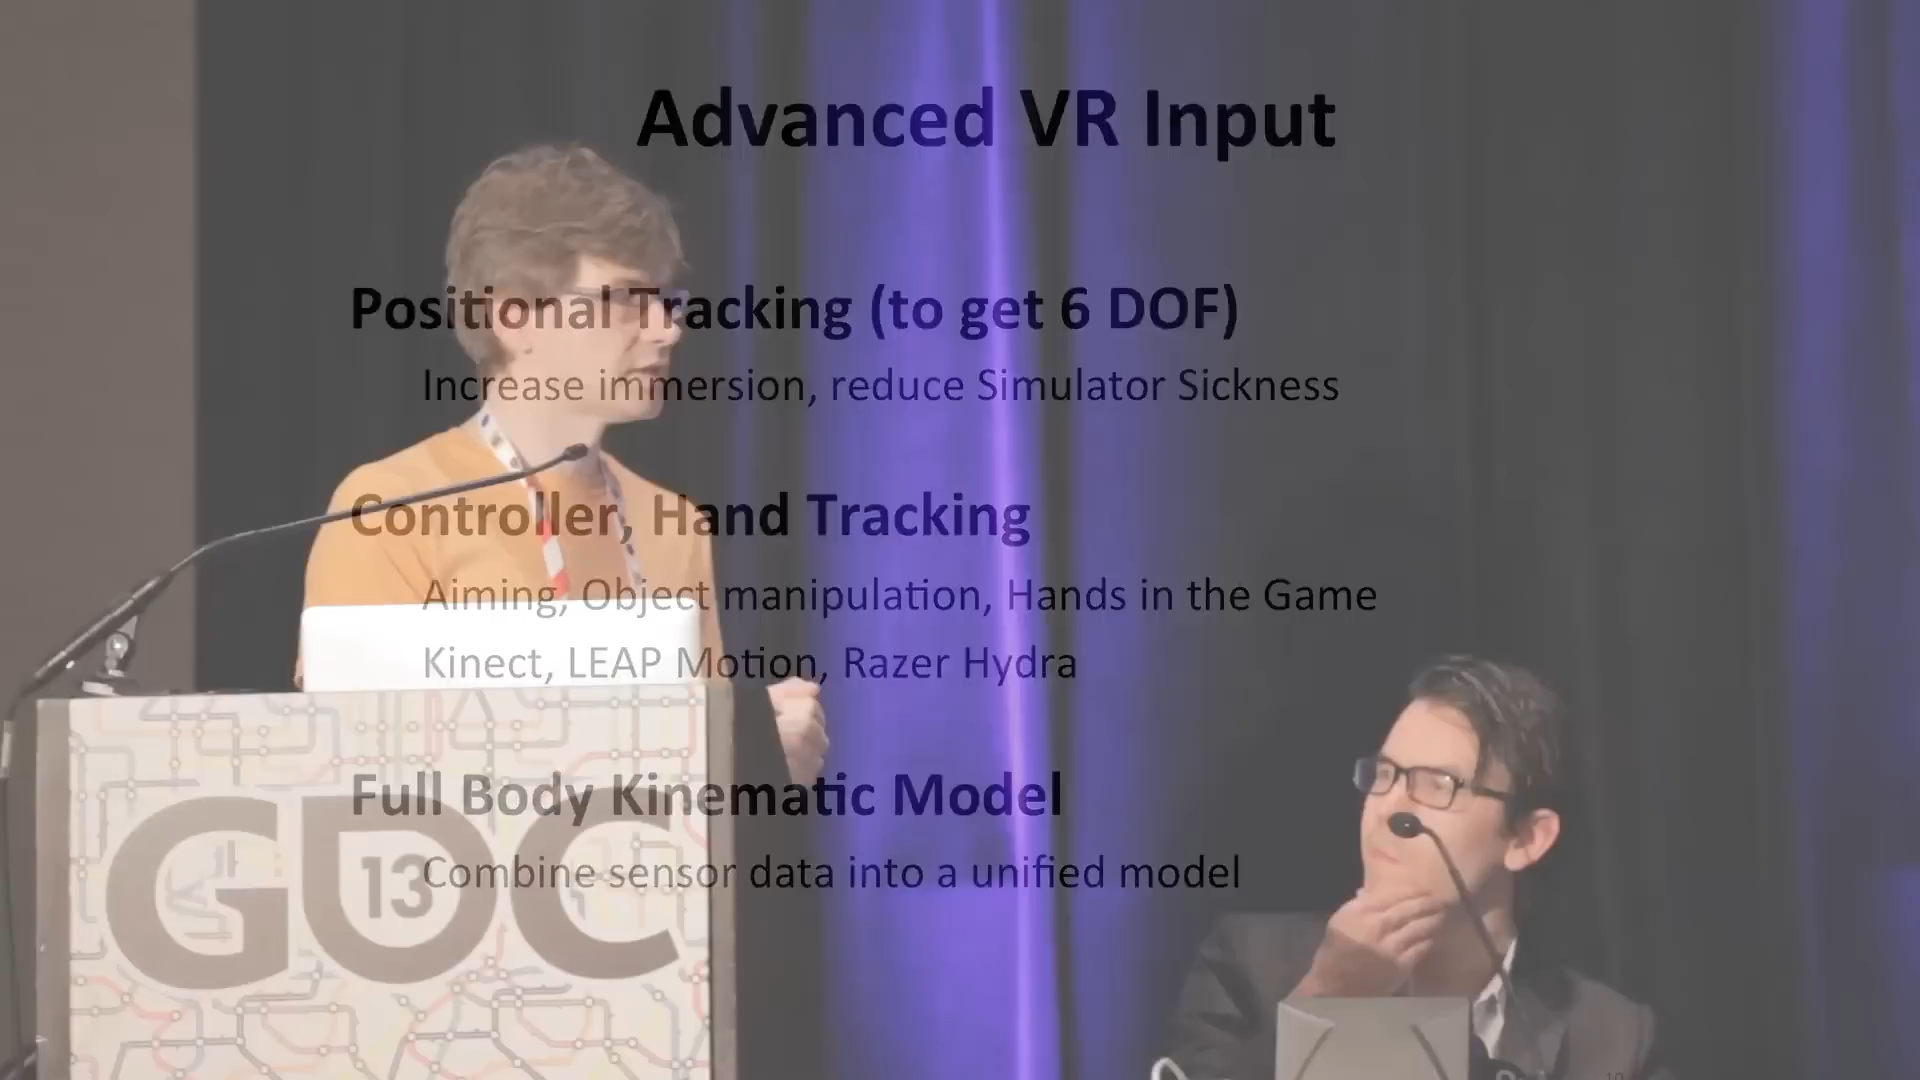 Advanced VR Input
Positional Tracking (to get 6 DOF)
Increase immersion, reduce Simulator Sickness
Controller, Hand Tracking
Aiming, Object manipulation, Hands in the Game
Kinect, LEAP Motion, Razer Hydra
Full Body Kinematic Model
Combine sensor data into a unified model
GDC
13
10